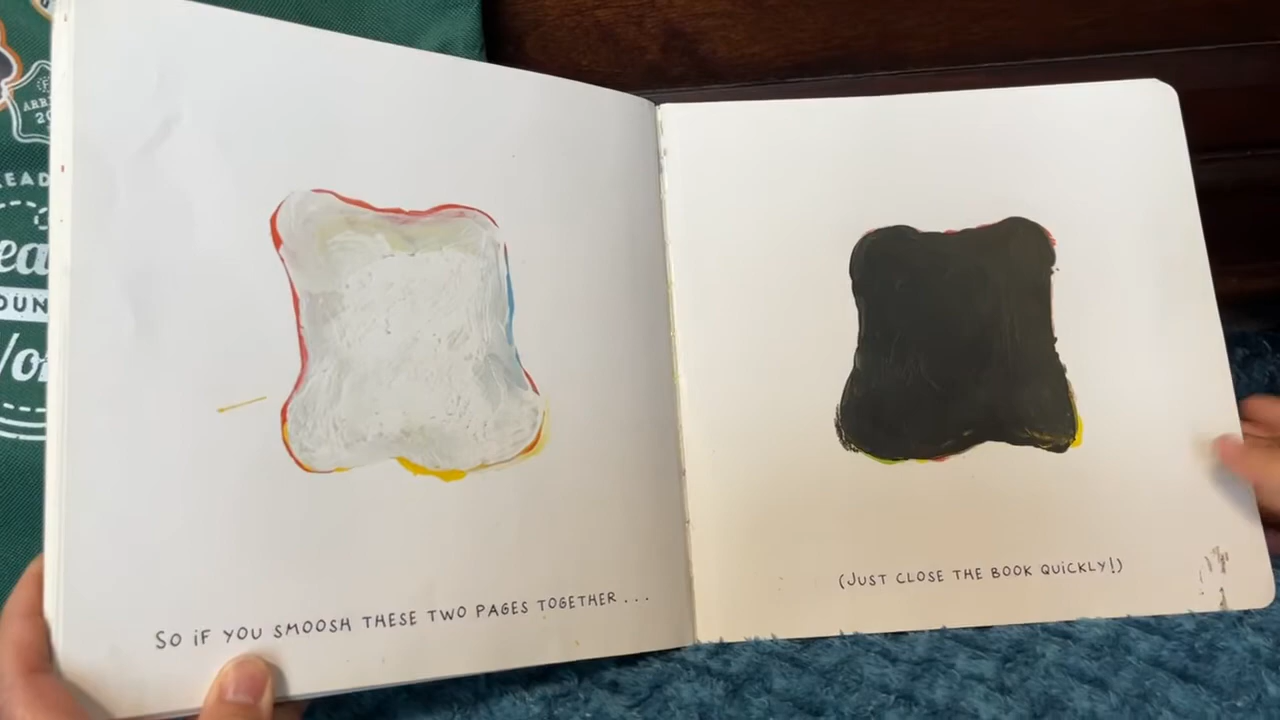 SO iF YOU SMOOSH THESE TWO PAGES TOGETHER...
(JUST CLOSE THE BOOK QUiCKLY!)